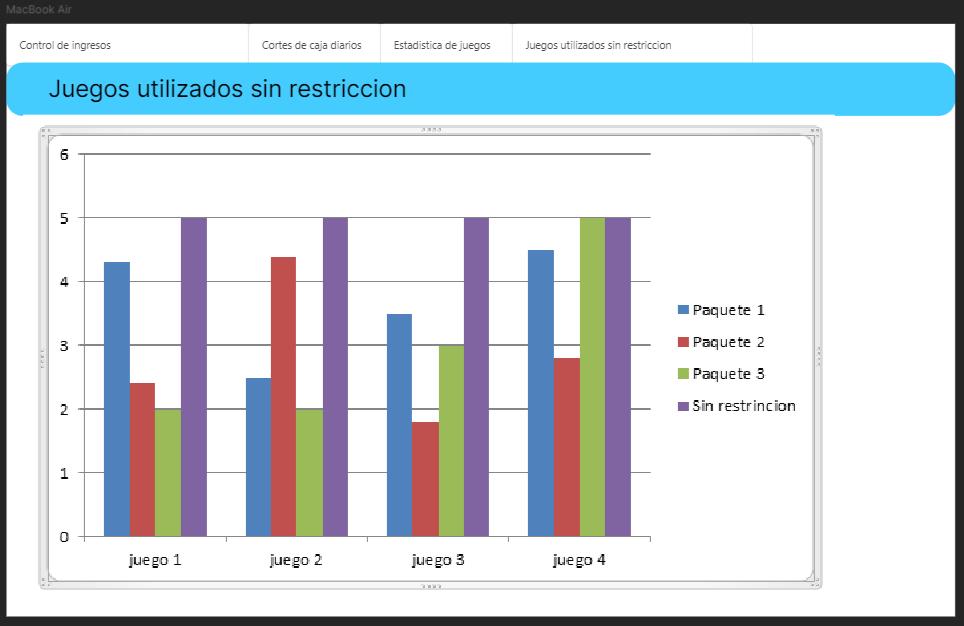 MacBook Air
Control de ingresos
Cortes de caja diarios
Estadistica de juegos
Juegos utilizados sin restriccion
Juegos utilizados sin restriccion
6
5
4
3
2
1
0
juego 1
juego 2
juego 3
juego 4
Paquete 1
Paquete 2
Paquete 3
Sin restrincion